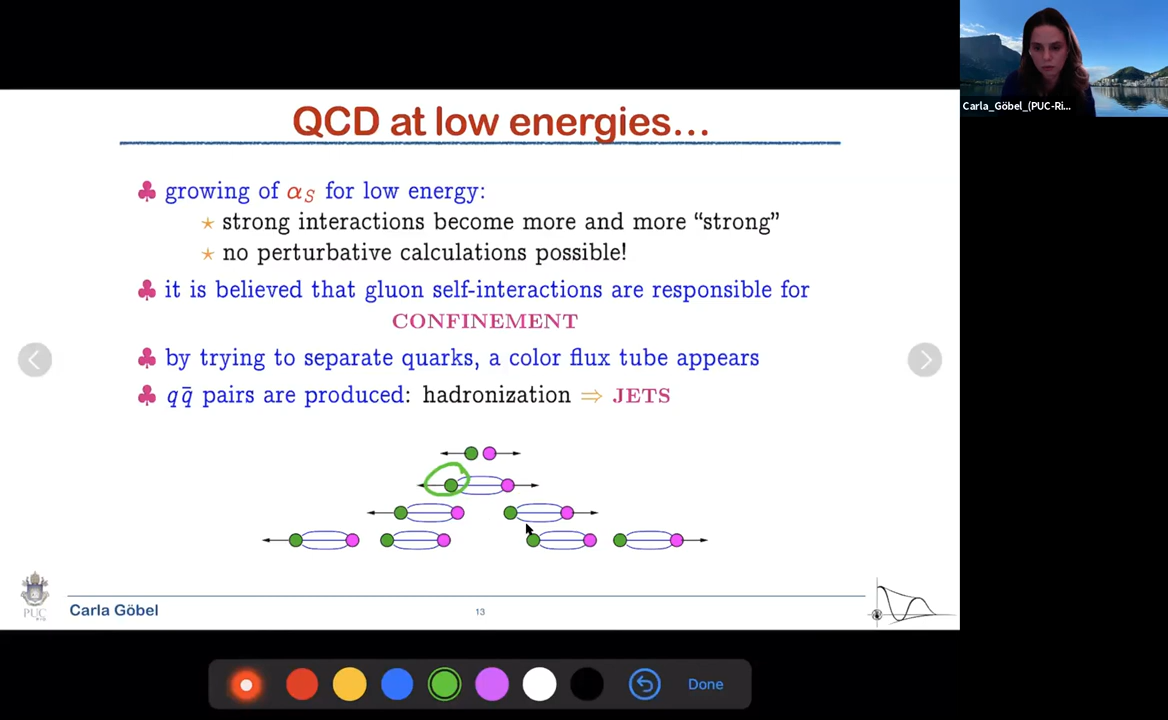 Carla_Göbel_(PUC-Ri...
QCD at low energies...
♣ growing of αS for low energy:
⋆ strong interactions become more and more “strong”
⋆ no perturbative calculations possible!
♣ it is believed that gluon self-interactions are responsible for
CONFINEMENT
♣ by trying to separate quarks, a color flux tube appears
♣ qq̄ pairs are produced: hadronization ⇒ JETS
PUC
RIO
Carla Göbel
13
Done